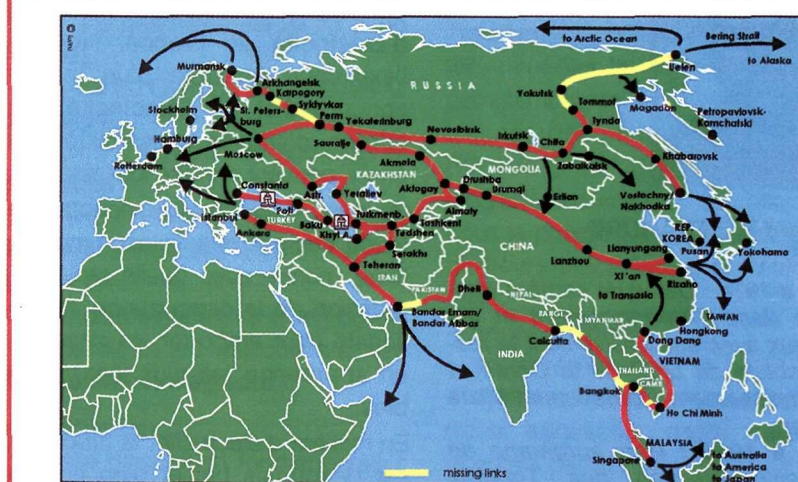 to Arctic Ocean
Bering Strait
to Alaska
Murmansk
Arkhangelsk
Karpogory
RUSSIA
Yakutsk
Tommot
Magadan
Stockholm
St. Peters-
burg
Syktyvkar
Perm
Yekaterinburg
Tynda
Petropavlovsk-
Kamchatski
Hamburg
Novosibirsk
Irkutsk
Chita
Rotterdam
Moscow
Akmola
Zabaikalsk
Khabarovsk
KAZAKHSTAN
MONGOLIA
Constanta
Astr.
Yeraliev
Aktogay
Drushba
Urumqi
Erlian
Vostochny/
Nakhodka
Istanbul
Poti
Almaty
TURKEY
Baku
Turkmenb.
Tashkent
Ankara
Kisyl A.
Tedshen
CHINA
REP.
KOREA
Pusan
Yokohama
Serakhs
Lanzhou
Lianyungang
Teheran
Xi'an
Rizhao
IRAN
to Transasia
PAKISTAN
Dheli
NEPAL
TAIWAN
Bandar Emam/
Bandar Abbas
BANGL
MYANMAR
Hongkong
Calcutta
Dong Dang
INDIA
VIETNAM
THAILAND
CAMB
Bangkok
Ho Chi Minh
MALAYSIA
Singapore
to Australia
to America
to Japan
missing links